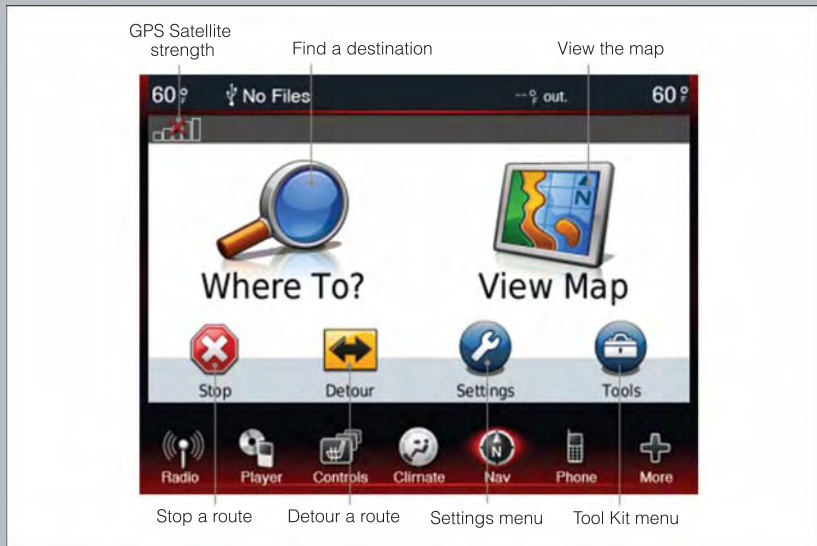 GPS Satellite
strength
Find a destination
View the map
60°F
No Files
--°F out.
60°F
N
Where To?
View Map
Stop
Detour
Settings
Tools
N
Radio
Player
Controls
Climate
Nav
Phone
More
Stop a route
Detour a route
Settings menu
Tool Kit menu